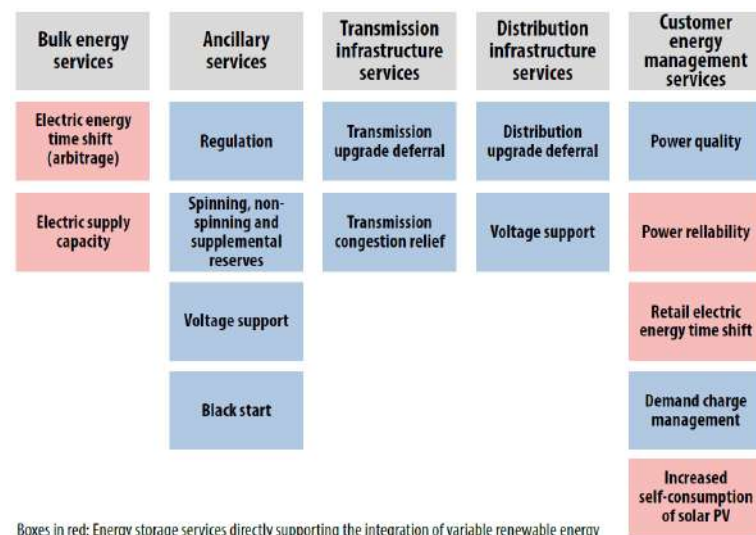 Bulk energy
services
Ancillary
services
Transmission
infrastructure
services
Distribution
infrastructure
services
Customer
energy
management
services
Electric energy
time shift
(arbitrage)
Regulation
Transmission
upgrade deferral
Distribution
upgrade deferral
Power quality
Electric supply
capacity
Spinning, non-
spinning and
supplemental
reserves
Transmission
congestion relief
Voltage support
Power rellability
Voltage support
Retail electric
energy time shift
Black start
Demand charge
management
Increased
self-consumption
of solar PV
Boxes in red: Energy storage services directly supporting the integration of variable renewable energy